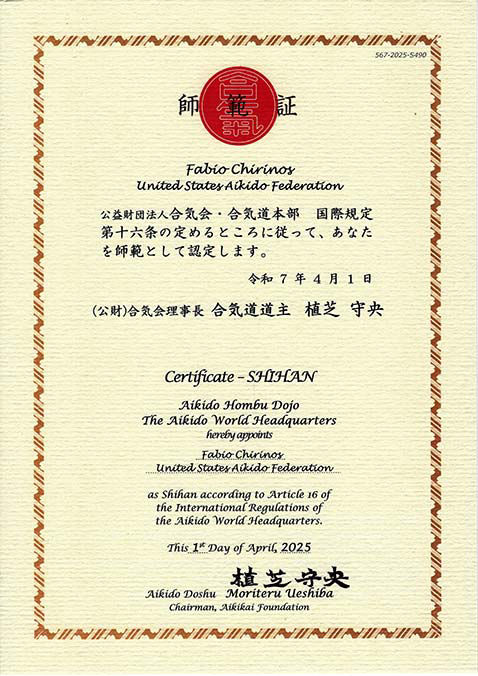 567-2025-5490
師範証
Fabio Chirinos
United States Aikido Federation
公益財団法人合気会・合気道本部 国際規定
第十六条の定めるところに従って、あなた
を師範として認定します。
令和 7 年 4 月 1 日
(公財)合気会理事長 合気道道主 植芝 守央
Certificate – SHIHAN
Aikido Hombu Dojo
The Aikido World Headquarters
hereby appoints
Fabio Chirinos
United States Aikido Federation
as Shihan according to Article 16 of
the International Regulations of
the Aikido World Headquarters.
This 1st Day of April, 2025
植芝守央
Aikido Doshu Moriteru Ueshiba
Chairman, Aikikai Foundation